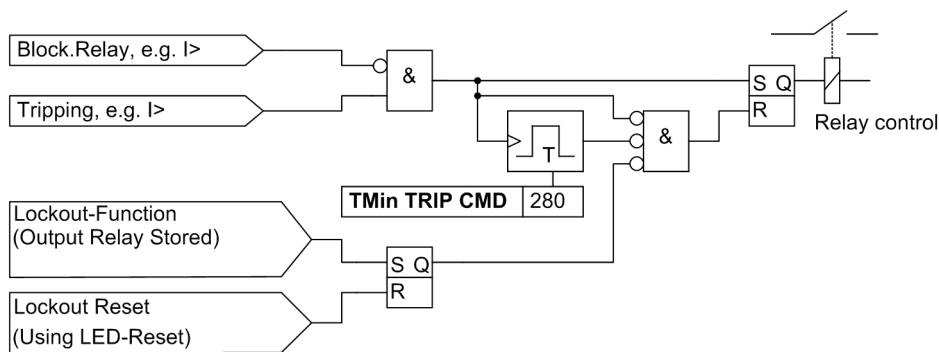 Block.Relay, e.g. I>
Tripping, e.g. I>
&
S Q
R
Relay control
&
T
TMin TRIP CMD 280
Lockout-Function
(Output Relay Stored)
S Q
R
Lockout Reset
(Using LED-Reset)